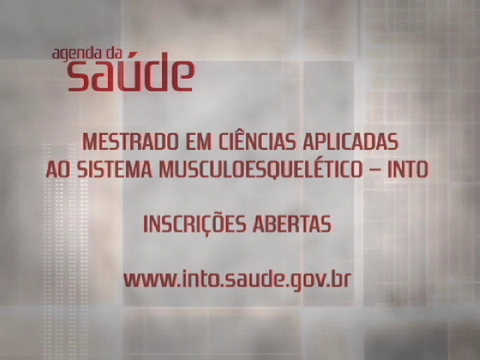 agenda da
saúde
MESTRADO EM CIÊNCIAS APLICADAS
AO SISTEMA MUSCULOESQUELÉTICO – INTO
INSCRIÇÕES ABERTAS
www.into.saude.gov.br